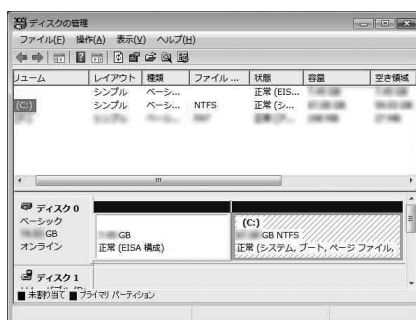 ディスクの管理
ファイル(F) 操作(A) 表示(V) ヘルプ(H)
リューム レイアウト 種類 ファイル ... 状態 容量 空き領域
シンプル ベーシ... 正常 (EIS...
(C:) シンプル ベーシ... NTFS 正常 (シ...
シンプル
ディスク 0
ベーシック
GB
オンライン
GB
正常 (EISA 構成)
(C:)
GB NTFS
正常 (システム, ブート, ページ ファイル,
ディスク 1
未割り当て プライマリ パーティション